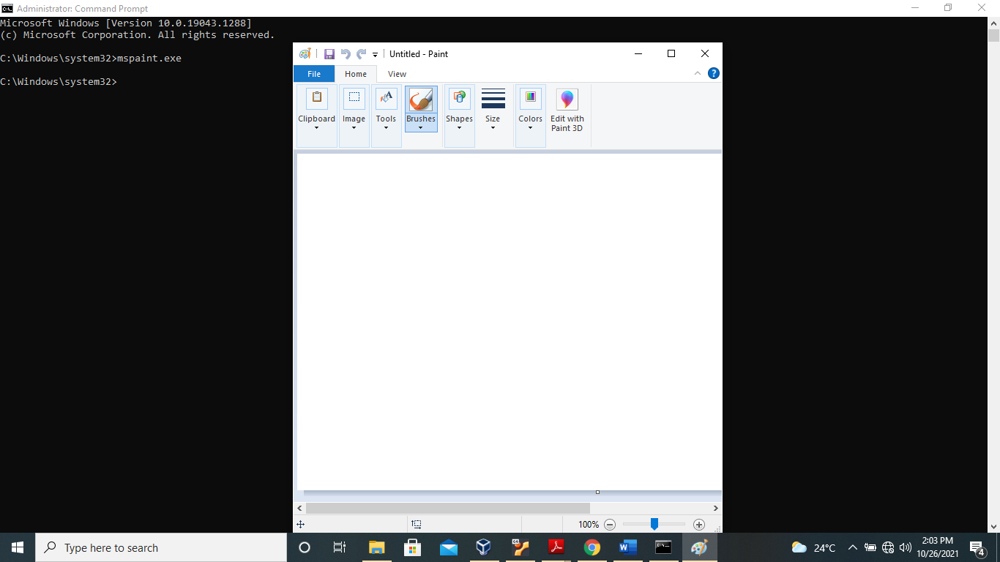 Administrator: Command Prompt
Microsoft Windows [Version 10.0.19043.1288]
(c) Microsoft Corporation. All rights reserved.
C:\Windows\system32>mspaint.exe
C:\Windows\system32>
Untitled - Paint
File Home View
Clipboard Image Tools Brushes Shapes Size Colors Edit with
Paint 3D
100%
Type here to search
24°C
2:03 PM
10/26/2021
4